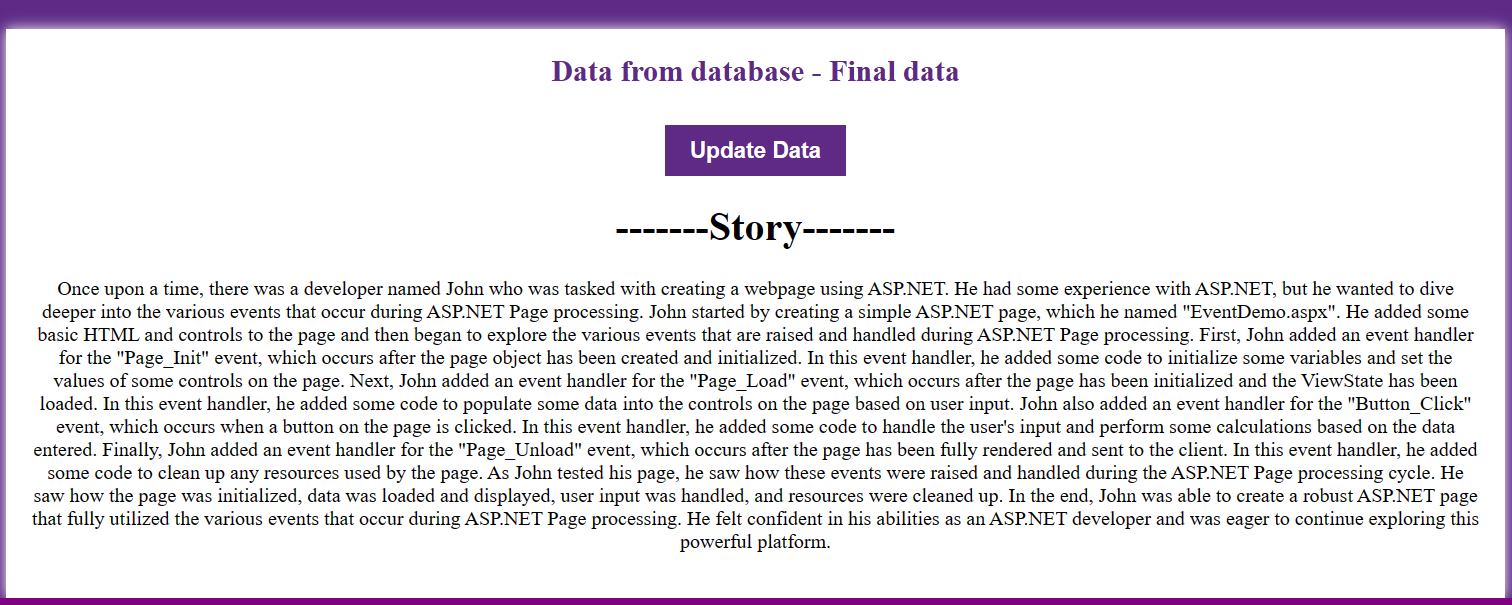 Data from database - Final data
Update Data
-------Story-------
Once upon a time, there was a developer named John who was tasked with creating a webpage using ASP.NET. He had some experience with ASP.NET, but he wanted to dive
deeper into the various events that occur during ASP.NET Page processing. John started by creating a simple ASP.NET page, which he named "EventDemo.aspx". He added some
basic HTML and controls to the page and then began to explore the various events that are raised and handled during ASP.NET Page processing. First, John added an event handler
for the "Page_Init" event, which occurs after the page object has been created and initialized. In this event handler, he added some code to initialize some variables and set the
values of some controls on the page. Next, John added an event handler for the "Page_Load" event, which occurs after the page has been initialized and the ViewState has been
loaded. In this event handler, he added some code to populate some data into the controls on the page based on user input. John also added an event handler for the "Button_Click"
event, which occurs when a button on the page is clicked. In this event handler, he added some code to handle the user's input and perform some calculations based on the data
entered. Finally, John added an event handler for the "Page_Unload" event, which occurs after the page has been fully rendered and sent to the client. In this event handler, he added
some code to clean up any resources used by the page. As John tested his page, he saw how these events were raised and handled during the ASP.NET Page processing cycle. He
saw how the page was initialized, data was loaded and displayed, user input was handled, and resources were cleaned up. In the end, John was able to create a robust ASP.NET page
that fully utilized the various events that occur during ASP.NET Page processing. He felt confident in his abilities as an ASP.NET developer and was eager to continue exploring this
powerful platform.